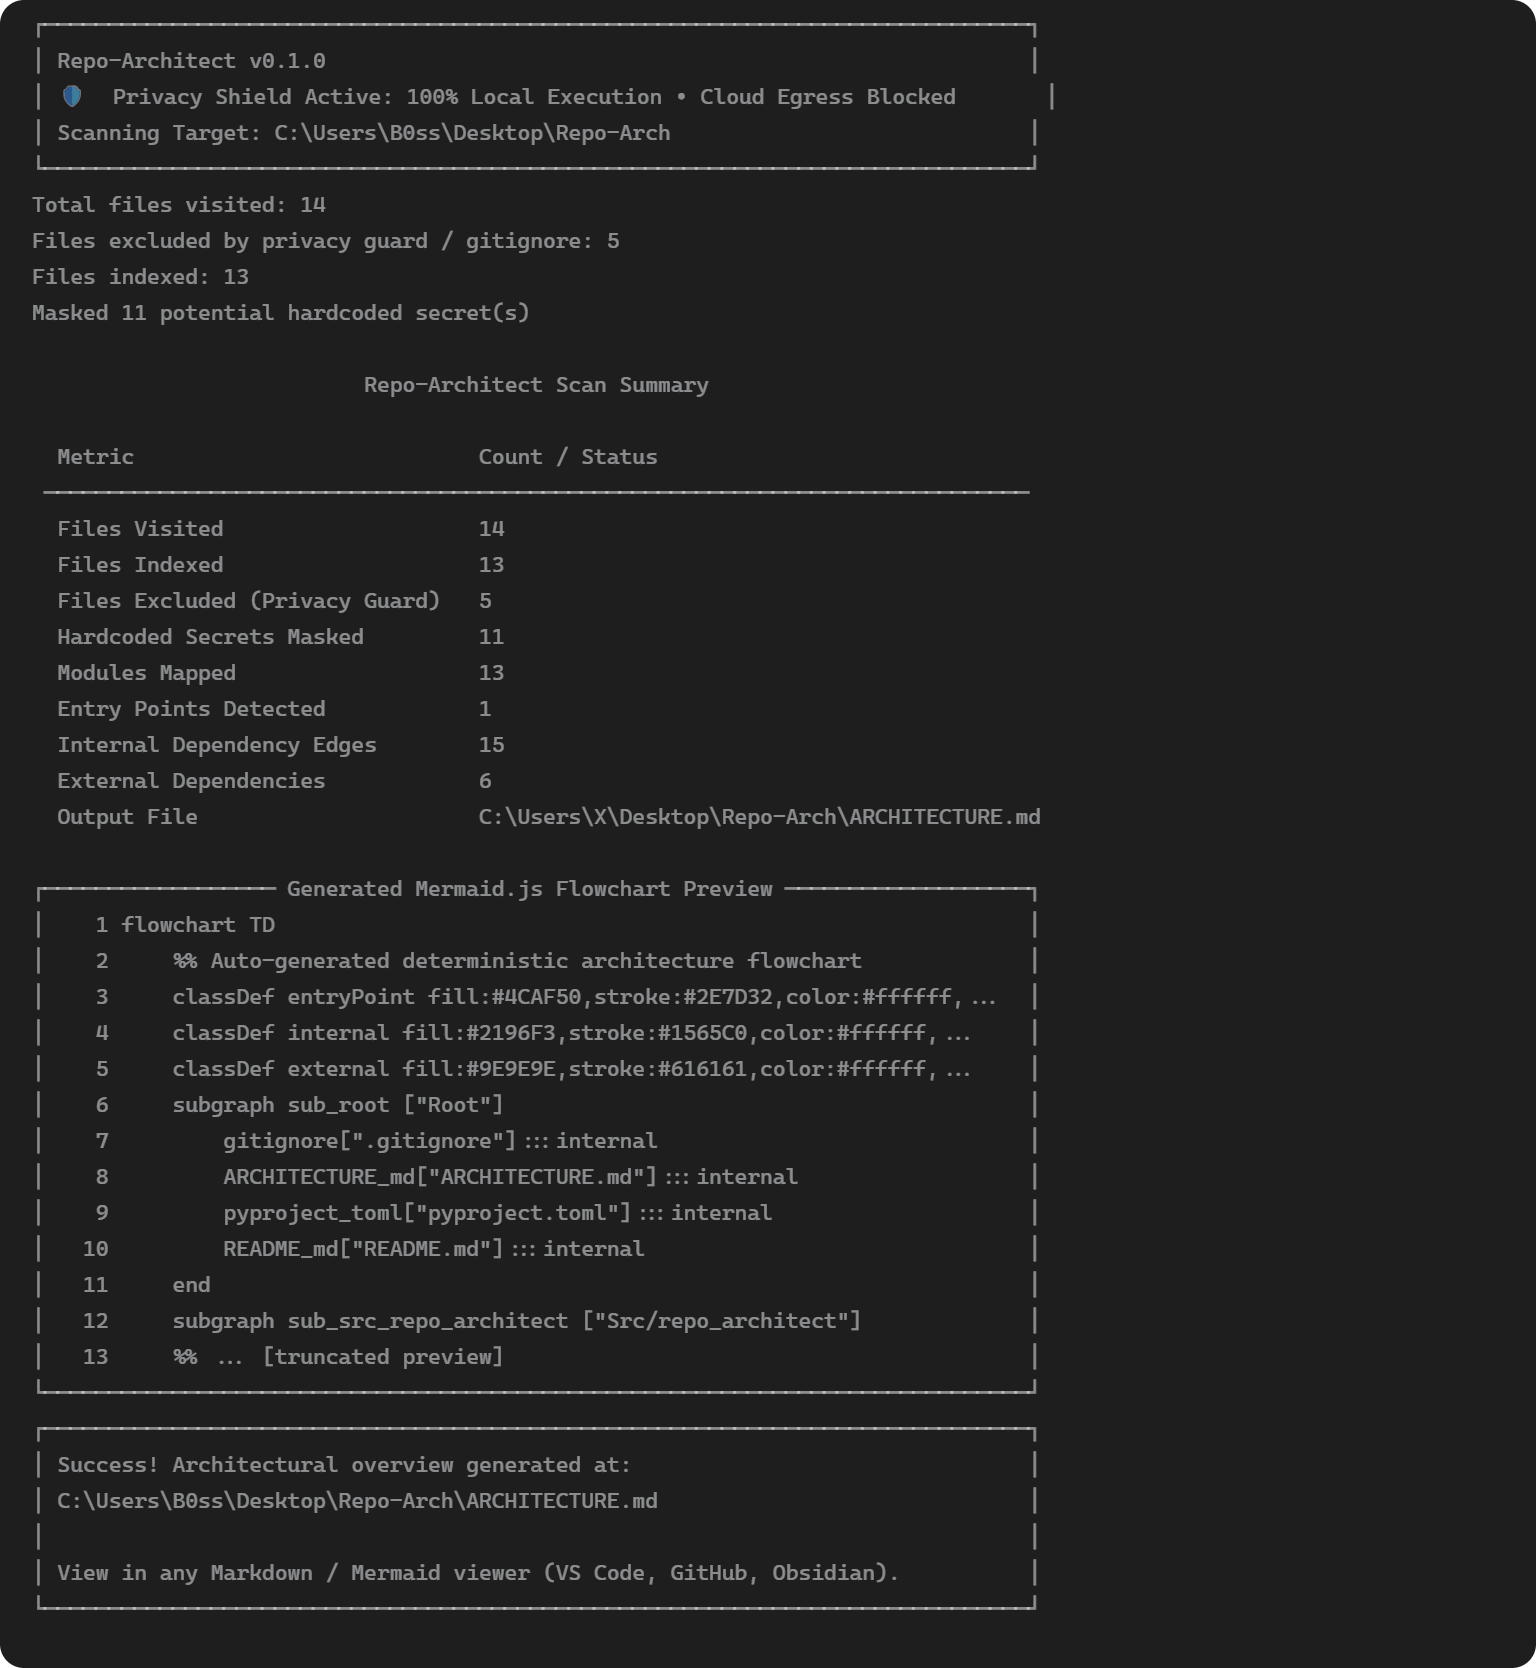 Repo-Architect v0.1.0
🛡️ Privacy Shield Active: 100% Local Execution • Cloud Egress Blocked
Scanning Target: C:\Users\B0ss\Desktop\Repo-Arch
Total files visited: 14
Files excluded by privacy guard / gitignore: 5
Files indexed: 13
Masked 11 potential hardcoded secret(s)
Repo-Architect Scan Summary
Metric Count / Status
Files Visited 14
Files Indexed 13
Files Excluded (Privacy Guard) 5
Hardcoded Secrets Masked 11
Modules Mapped 13
Entry Points Detected 1
Internal Dependency Edges 15
External Dependencies 6
Output File C:\Users\X\Desktop\Repo-Arch\ARCHITECTURE.md
Generated Mermaid.js Flowchart Preview
1 flowchart TD
2     %% Auto-generated deterministic architecture flowchart
3     classDef entryPoint fill:#4CAF50,stroke:#2E7D32,color:#ffffff,...
4     classDef internal fill:#2196F3,stroke:#1565C0,color:#ffffff,...
5     classDef external fill:#9E9E9E,stroke:#616161,color:#ffffff,...
6     subgraph sub_root ["Root"]
7         gitignore[".gitignore"]:::internal
8         ARCHITECTURE_md["ARCHITECTURE.md"]:::internal
9         pyproject_toml["pyproject.toml"]:::internal
10         README_md["README.md"]:::internal
11     end
12     subgraph sub_src_repo_architect ["Src/repo_architect"]
13     %% ... [truncated preview]
Success! Architectural overview generated at:
C:\Users\B0ss\Desktop\Repo-Arch\ARCHITECTURE.md
View in any Markdown / Mermaid viewer (VS Code, GitHub, Obsidian).